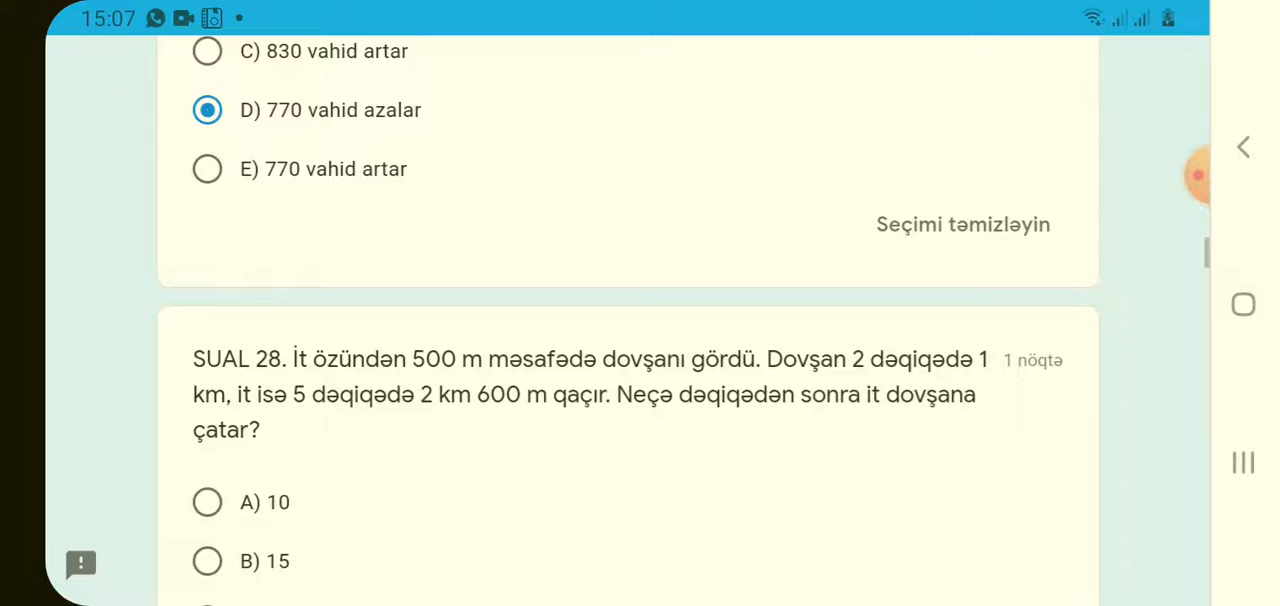 15:07
C) 830 vahid artar
D) 770 vahid azalar
E) 770 vahid artar
Seçimi təmizləyin
SUAL 28. İt özündən 500 m məsafədə dovşanı gördü. Dovşan 2 dəqiqədə 1 1 nöqtə
km, it isə 5 dəqiqədə 2 km 600 m qaçır. Neçə dəqiqədən sonra it dovşana
çatar?
A) 10
B) 15